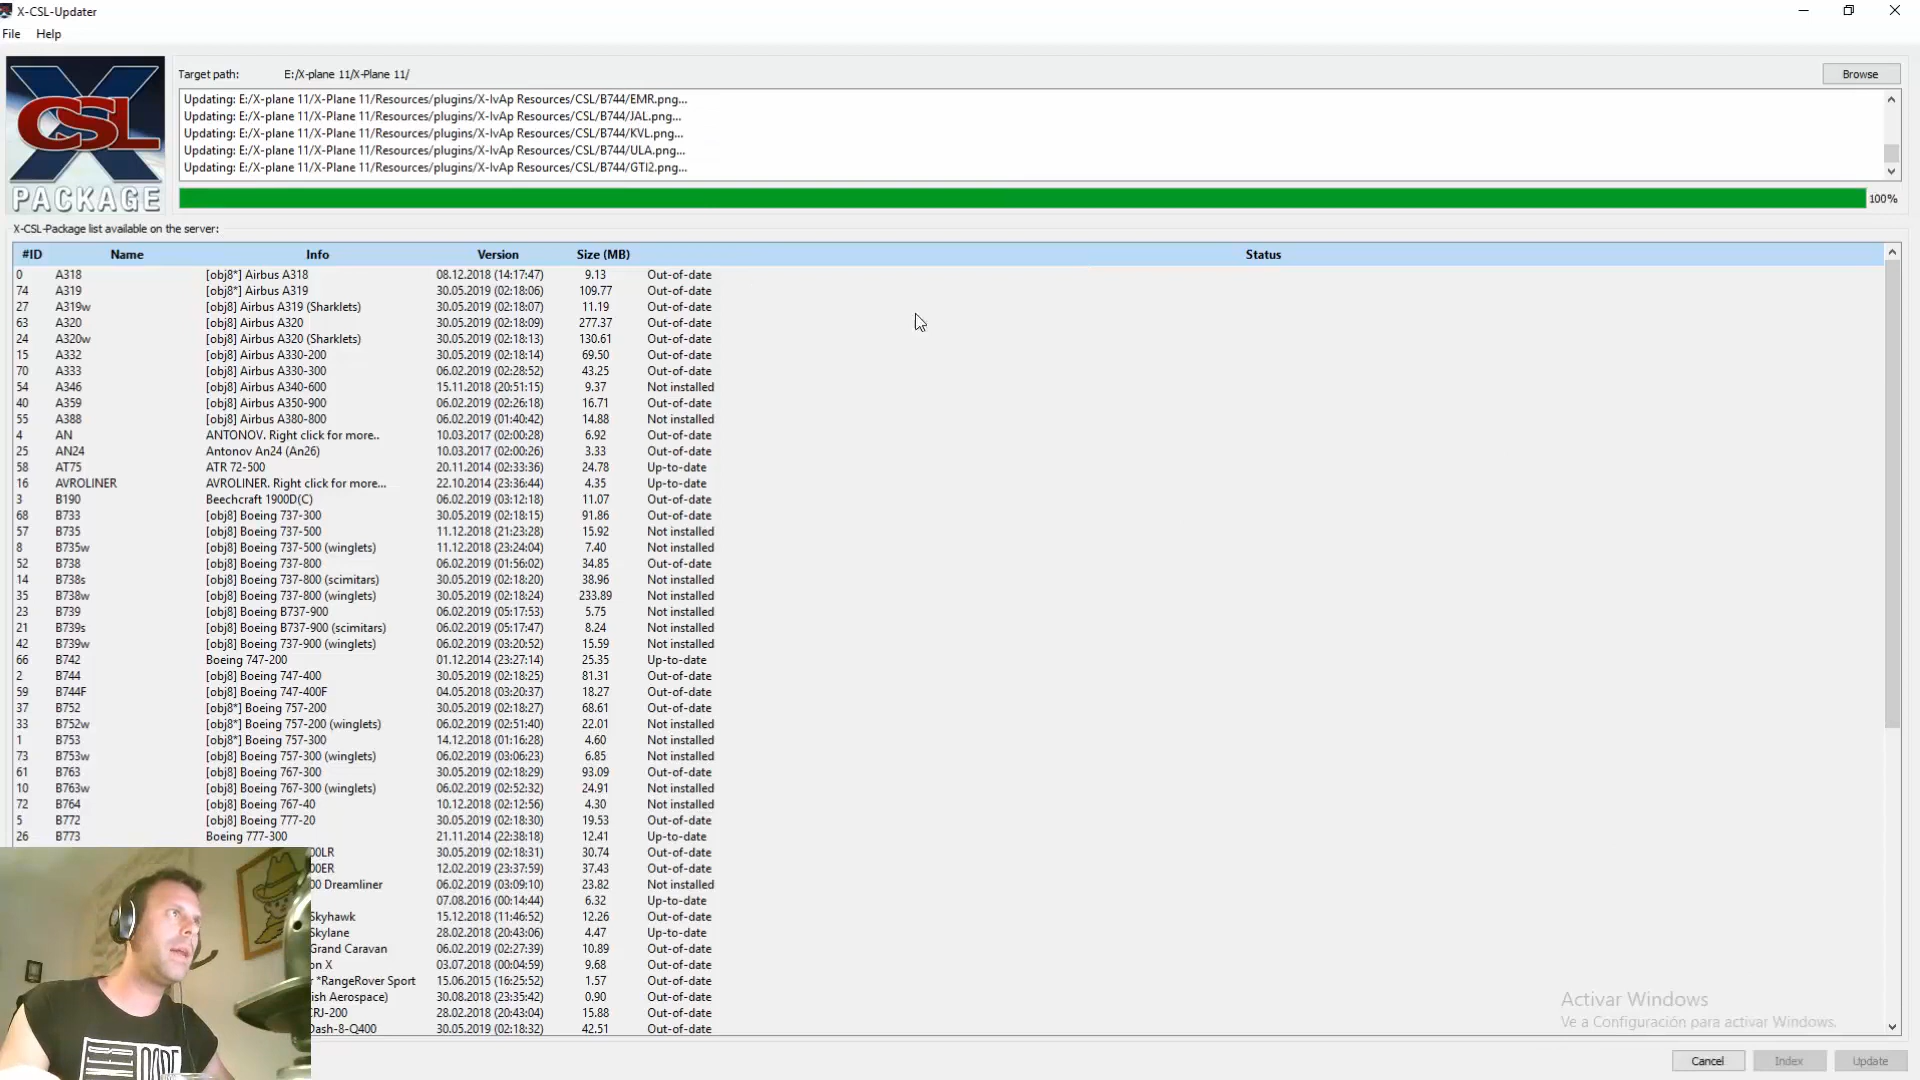 X-CSL-Updater
File Help
CSL
PACKAGE
Target path: E:/X-plane 11/X-Plane 11/
Browse
Updating: E:/X-plane 11/X-Plane 11/Resources/plugins/X-IvAp Resources/CSL/B744/EMR.png...
Updating: E:/X-plane 11/X-Plane 11/Resources/plugins/X-IvAp Resources/CSL/B744/JAL.png...
Updating: E:/X-plane 11/X-Plane 11/Resources/plugins/X-IvAp Resources/CSL/B744/KVL.png...
Updating: E:/X-plane 11/X-Plane 11/Resources/plugins/X-IvAp Resources/CSL/B744/ULA.png...
Updating: E:/X-plane 11/X-Plane 11/Resources/plugins/X-IvAp Resources/CSL/B744/GTI2.png...
100%
X-CSL-Package list available on the server:
#ID Name Info Version Size (MB) Status
0 A318 [obj8*] Airbus A318 08.12.2018 (14:17:47) 9.13 Out-of-date
74 A319 [obj8*] Airbus A319 30.05.2019 (02:18:06) 109.77 Out-of-date
27 A319w [obj8] Airbus A319 (Sharklets) 30.05.2019 (02:18:07) 11.19 Out-of-date
63 A320 [obj8] Airbus A320 30.05.2019 (02:18:09) 277.37 Out-of-date
24 A320w [obj8] Airbus A320 (Sharklets) 30.05.2019 (02:18:13) 130.61 Out-of-date
15 A332 [obj8] Airbus A330-200 30.05.2019 (02:18:14) 69.50 Out-of-date
70 A333 [obj8] Airbus A330-300 06.02.2019 (02:28:52) 43.25 Out-of-date
54 A346 [obj8] Airbus A340-600 15.11.2018 (20:51:15) 9.37 Not installed
40 A359 [obj8] Airbus A350-900 06.02.2019 (02:26:18) 16.71 Out-of-date
55 A388 [obj8] Airbus A380-800 06.02.2019 (01:40:42) 14.88 Not installed
4 AN ANTONOV. Right click for more.. 10.03.2017 (02:00:28) 6.92 Out-of-date
25 AN24 Antonov An24 (An26) 10.03.2017 (02:00:26) 3.33 Out-of-date
58 AT75 ATR 72-500 20.11.2014 (02:33:36) 24.78 Up-to-date
16 AVROLINER AVROLINER. Right click for more... 22.10.2014 (23:36:44) 4.35 Up-to-date
3 B190 Beechcraft 1900D(C) 06.02.2019 (03:12:18) 11.07 Out-of-date
68 B733 [obj8] Boeing 737-300 30.05.2019 (02:18:15) 91.86 Out-of-date
57 B735 [obj8] Boeing 737-500 11.12.2018 (21:23:28) 15.92 Not installed
8 B735w [obj8] Boeing 737-500 (winglets) 11.12.2018 (23:24:04) 7.40 Not installed
52 B738 [obj8] Boeing 737-800 06.02.2019 (01:56:02) 34.85 Out-of-date
14 B738s [obj8] Boeing 737-800 (scimitars) 30.05.2019 (02:18:20) 38.96 Not installed
35 B738w [obj8] Boeing 737-800 (winglets) 30.05.2019 (02:18:24) 233.89 Not installed
23 B739 [obj8] Boeing B737-900 06.02.2019 (05:17:53) 5.75 Not installed
21 B739s [obj8] Boeing B737-900 (scimitars) 06.02.2019 (05:17:47) 8.24 Not installed
42 B739w [obj8] Boeing 737-900 (winglets) 06.02.2019 (03:20:52) 15.59 Not installed
66 B742 Boeing 747-200 01.12.2014 (23:27:14) 25.35 Up-to-date
2 B744 [obj8] Boeing 747-400 30.05.2019 (02:18:25) 81.31 Out-of-date
59 B744F [obj8] Boeing 747-400F 04.05.2018 (03:20:37) 18.27 Out-of-date
37 B752 [obj8*] Boeing 757-200 30.05.2019 (02:18:27) 68.61 Out-of-date
33 B752w [obj8*] Boeing 757-200 (winglets) 06.02.2019 (02:51:40) 22.01 Not installed
1 B753 [obj8*] Boeing 757-300 14.12.2018 (01:16:28) 4.60 Not installed
73 B753w [obj8] Boeing 757-300 (winglets) 06.02.2019 (03:06:23) 6.85 Not installed
61 B763 [obj8] Boeing 767-300 30.05.2019 (02:18:29) 93.09 Out-of-date
10 B763w [obj8] Boeing 767-300 (winglets) 06.02.2019 (02:52:32) 24.91 Not installed
72 B764 [obj8] Boeing 767-40 10.12.2018 (02:12:56) 4.30 Not installed
5 B772 [obj8] Boeing 777-20 30.05.2019 (02:18:30) 19.53 Out-of-date
26 B773 Boeing 777-300 21.11.2014 (22:38:18) 12.41 Up-to-date
00LR 30.05.2019 (02:18:31) 30.74 Out-of-date
00ER 12.02.2019 (23:37:59) 37.43 Out-of-date
00 Dreamliner 06.02.2019 (03:09:10) 23.82 Not installed
07.08.2016 (00:14:44) 6.32 Up-to-date
Skyhawk 15.12.2018 (11:46:52) 12.26 Out-of-date
Skylane 28.02.2018 (20:43:06) 4.47 Up-to-date
Grand Caravan 06.02.2019 (02:27:39) 10.89 Out-of-date
on X 03.07.2018 (00:04:59) 9.68 Out-of-date
*RangeRover Sport 15.06.2015 (16:25:52) 1.57 Out-of-date
ish Aerospace) 30.08.2018 (23:35:42) 0.90 Out-of-date
CRJ-200 28.02.2018 (20:43:04) 15.88 Out-of-date
Dash-8-Q400 30.05.2019 (02:18:32) 42.51 Out-of-date
Activar Windows
Ve a Configuración para activar Windows.
Cancel Index Update